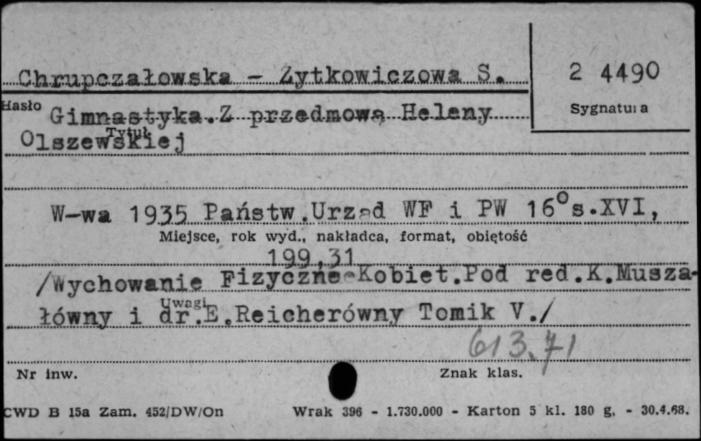 Chrupczałowska - Żytkowiczowa S.
2 4490
Hasło
Sygnatura
Gimnastyka. Z przedmową Heleny
Tytuł
Olszewskiej
W-wa 1935 Państw. Urząd WF i PW 16° s. XVI,
Miejsce, rok wyd., nakładca, format, objętość
199, 31
/Wychowanie Fizyczne Kobiet. Pod red. K. Musza-
Uwagi
łówny i dr. E. Reicherówny Tomik V./
613.71
Nr inw.
Znak klas.
CWD B 15a Zam. 452/DW/On
Wrak 396 - 1.730.000 - Karton 5 kl. 180 g. - 30.4.68.